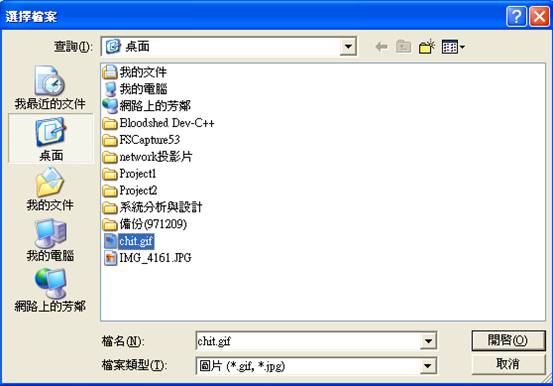 選擇檔案
查詢(I): 桌面
我最近的文件
桌面
我的文件
我的電腦
網路上的芳鄰
我的文件
我的電腦
網路上的芳鄰
Bloodshed Dev-C++
FSCapture53
network投影片
Project1
Project2
系統分析與設計
備份(971209)
chit.gif
IMG_4161.JPG
檔名(N): chit.gif 開啓(O)
檔案類型(T): 圖片 (*.gif, *.jpg) 取消